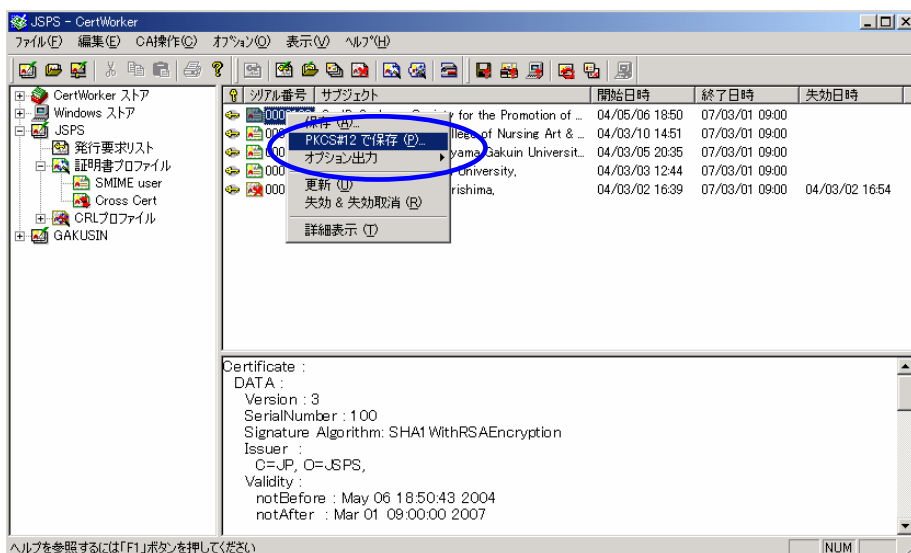 JSPS - CertWorker
ファイル(F) 編集(E) CA操作(C) オプション(O) 表示(V) ヘルプ(H)
CertWorker ストア
Windows ストア
JSPS
発行要求リスト
証明書プロファイル
SMIME user
Cross Cert
CRLプロファイル
GAKUSIN
シリアル番号 サブジェクト 開始日時 終了日時 失効日時
for the Promotion of ... 04/05/06 18:50 07/03/01 09:00
llege of Nursing Art & ... 04/03/10 14:51 07/03/01 09:00
yama Gakuin Universit... 04/03/05 20:35 07/03/01 09:00
University, 04/03/03 12:44 07/03/01 09:00
rishima, 04/03/02 16:39 07/03/01 09:00 04/03/02 16:54
保存 (A)...
PKCS#12 で保存 (P)...
オプション出力
更新 (U)
失効 & 失効取消 (R)
詳細表示 (T)
Certificate :
DATA :
Version : 3
SerialNumber : 100
Signature Algorithm: SHA1WithRSAEncryption
Issuer :
C=JP, O=JSPS,
Validity :
notBefore : May 06 18:50:43 2004
notAfter : Mar 01 09:00:00 2007
ヘルプを参照するには「F1」ボタンを押してください
NUM